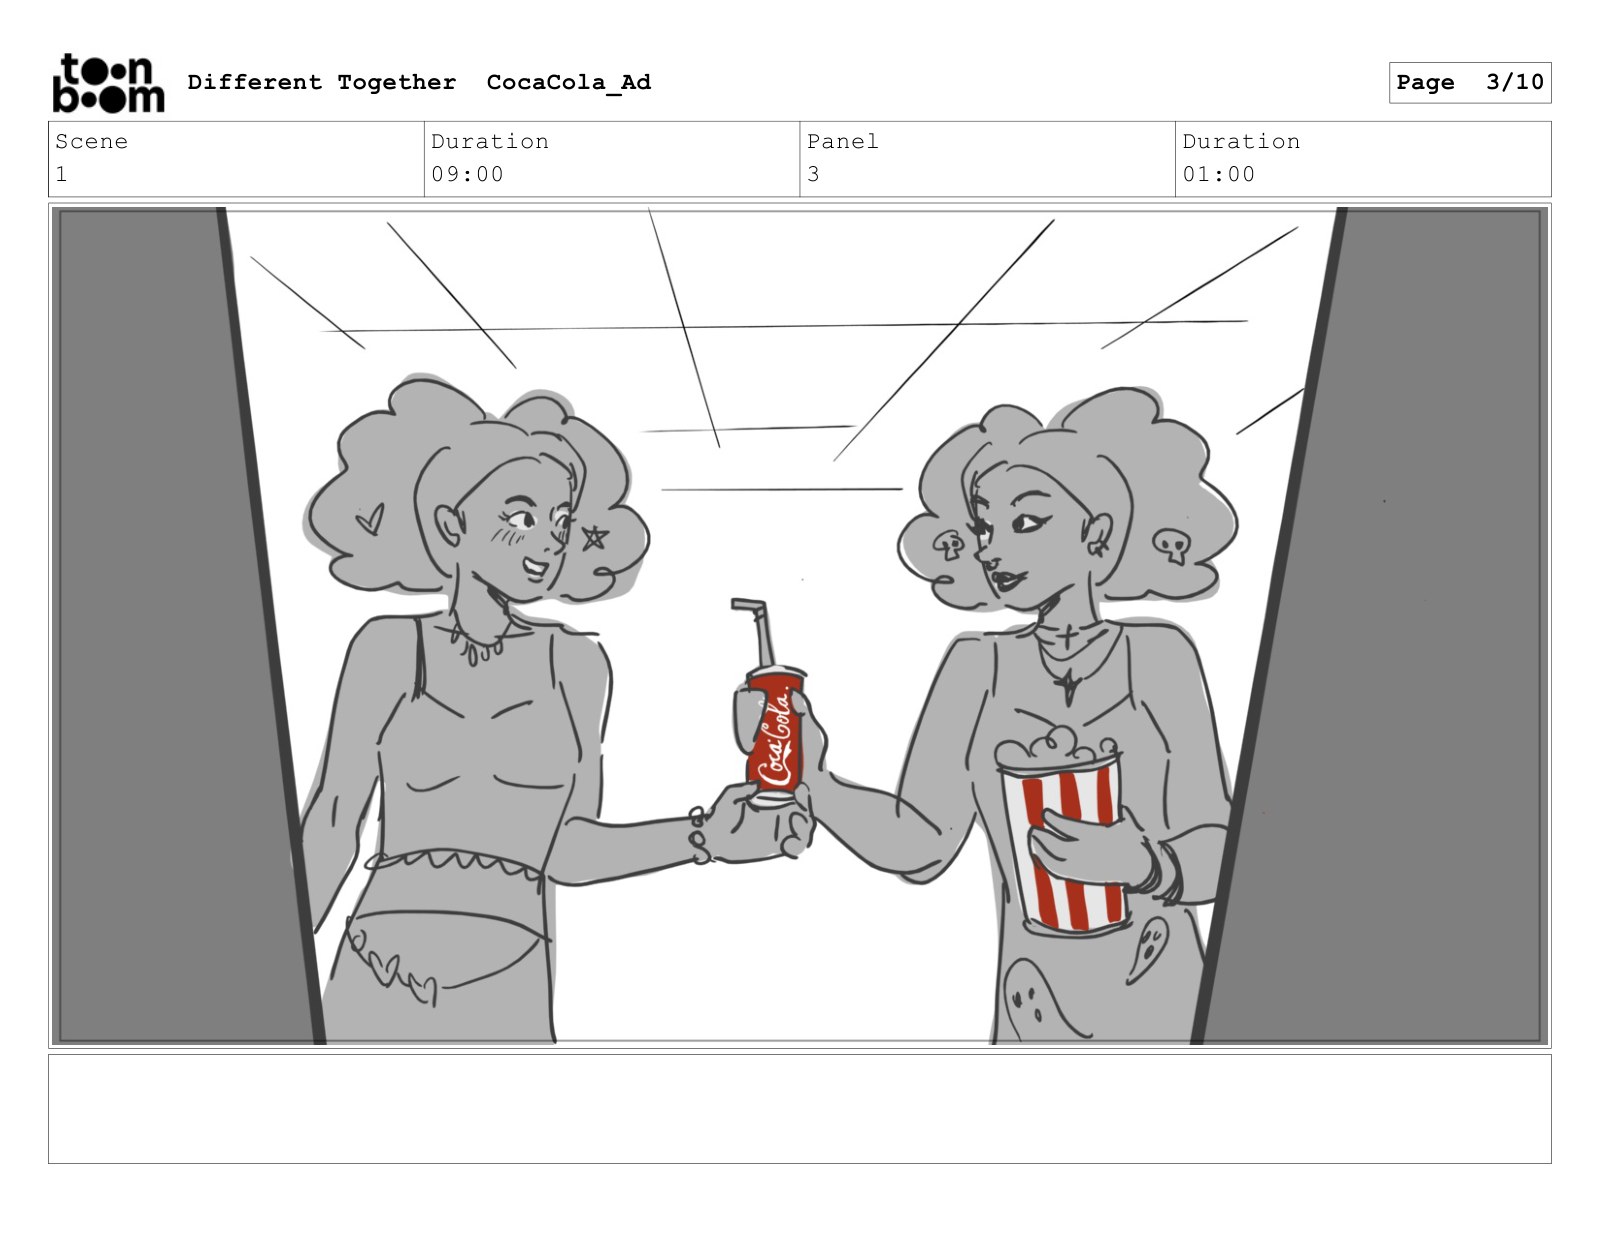 toon
boom
Different Together  CocaCola_Ad
Page  3/10
Scene
1
Duration
09:00
Panel
3
Duration
01:00
Coca-Cola